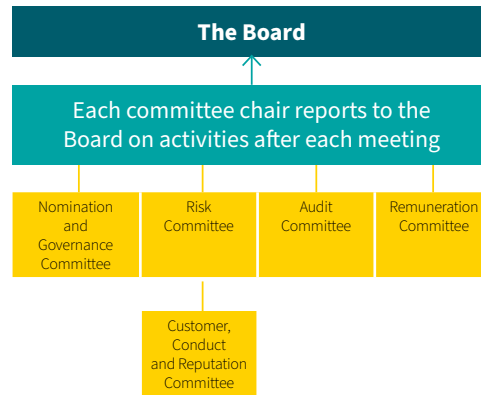 The Board
Each committee chair reports to the
Board on activities after each meeting
Nomination
and
Governance
Committee
Risk
Committee
Audit
Committee
Remuneration
Committee
Customer,
Conduct
and Reputation
Committee